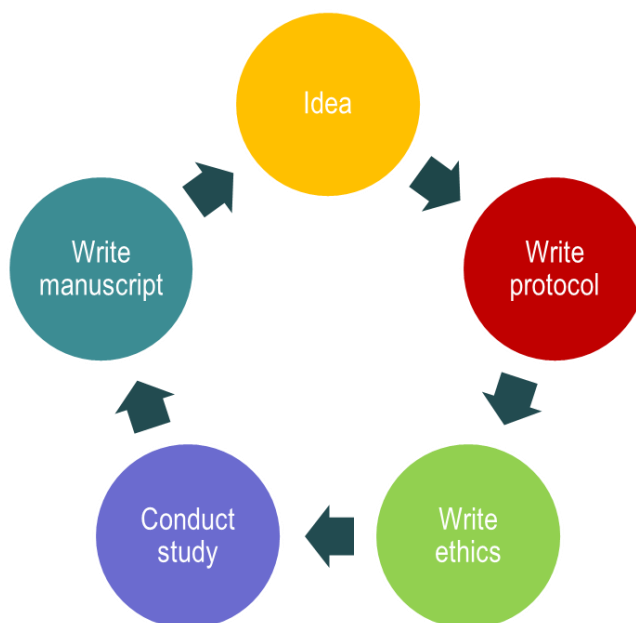 Idea
Write
protocol
Write
ethics
Conduct
study
Write
manuscript